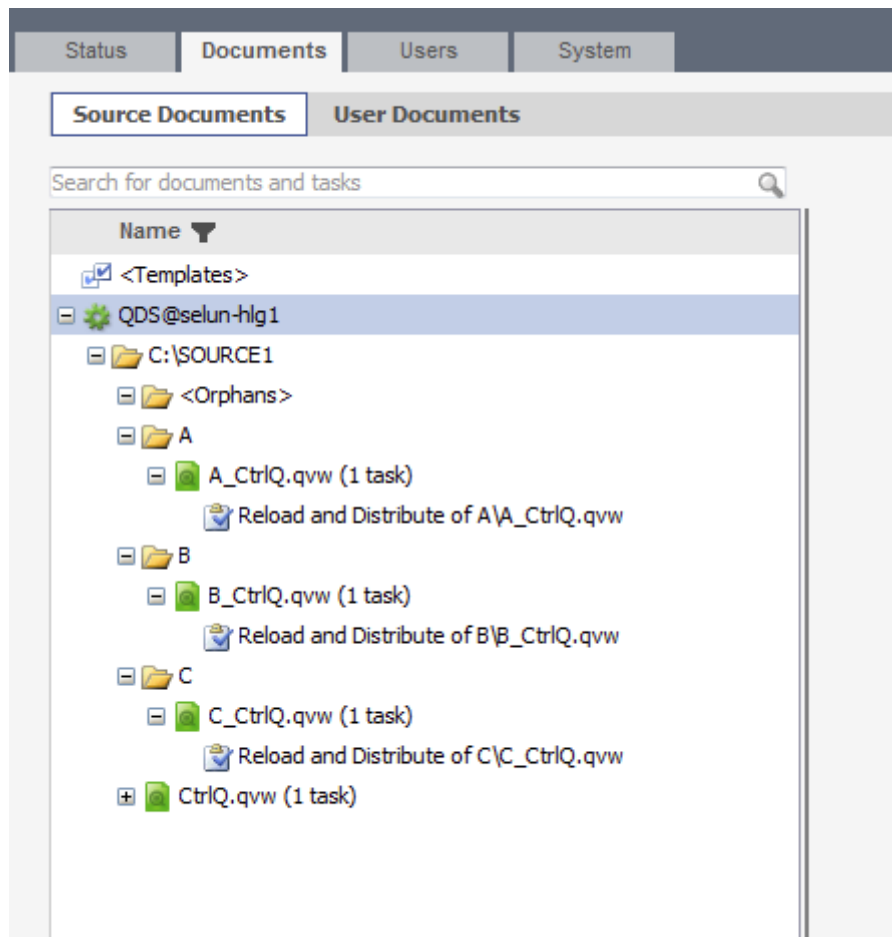 Status Documents Users System
Source Documents User Documents
Search for documents and tasks
Name
<Templates>
QDS@selun-hlg1
C:\SOURCE1
<Orphans>
A
A_CtrlQ.qvw (1 task)
Reload and Distribute of A\A_CtrlQ.qvw
B
B_CtrlQ.qvw (1 task)
Reload and Distribute of B\B_CtrlQ.qvw
C
C_CtrlQ.qvw (1 task)
Reload and Distribute of C\C_CtrlQ.qvw
CtrlQ.qvw (1 task)